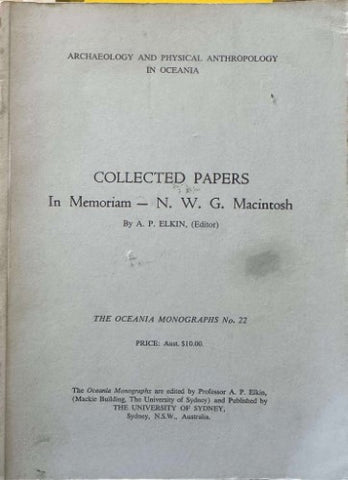 ARCHAEOLOGY AND PHYSICAL ANTHROPOLOGY
IN OCEANIA
COLLECTED PAPERS
In Memoriam — N. W. G. Macintosh
By A. P. ELKIN, (Editor)
THE OCEANIA MONOGRAPHS No. 22
PRICE: Aust. $10.00.
The Oceania Monographs are edited by Professor A. P. Elkin,
(Mackie Building, The University of Sydney) and Published by
THE UNIVERSITY OF SYDNEY,
Sydney, N.S.W., Australia.